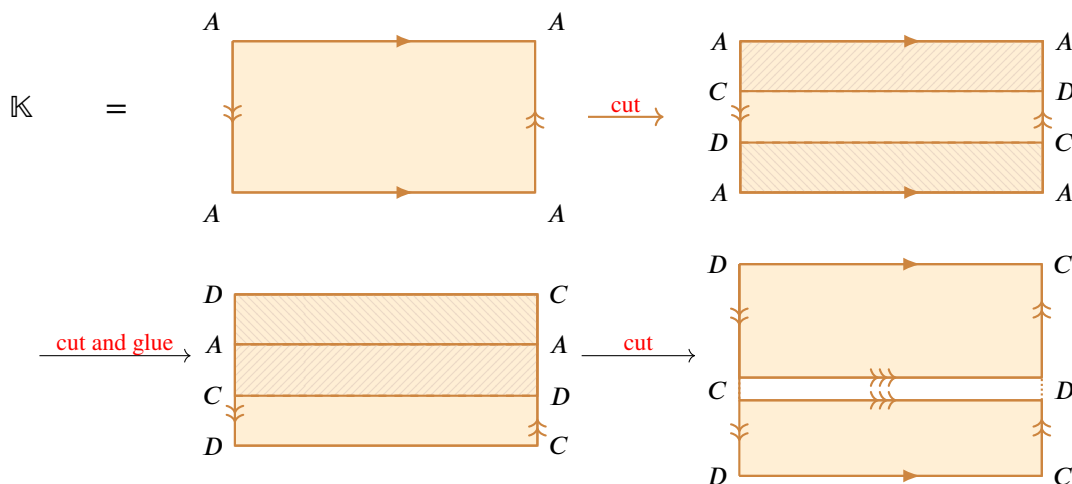 A A A A
𝕂 = cut C D
D C
A A A A
D C D C
cut and glue A A cut
C D C D
D C
D C